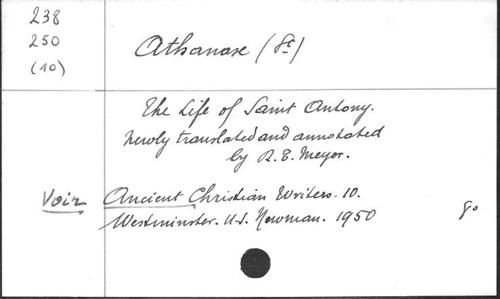 238
250
(10)
Athanase (St)
The Life of Saint Antony.
Newly translated and annotated
by R.E. Meyer.
Voir Ancient Christian Writers. 10.
Westminster. U.S. Newman. 1950
8o